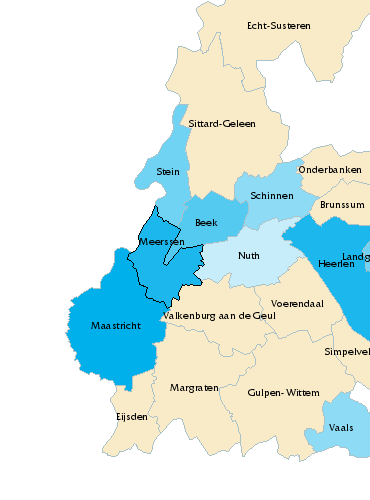 Echt-Susteren
Sittard-Geleen
Onderbanken
Stein
Schinnen
Brunssum
Beek
Meerssen
Nuth
Landg
Heerlen
Voerendaal
Valkenburg aan de Geul
Maastricht
Simpelvel
Margraten
Gulpen- Wittem
Eijsden
Vaals